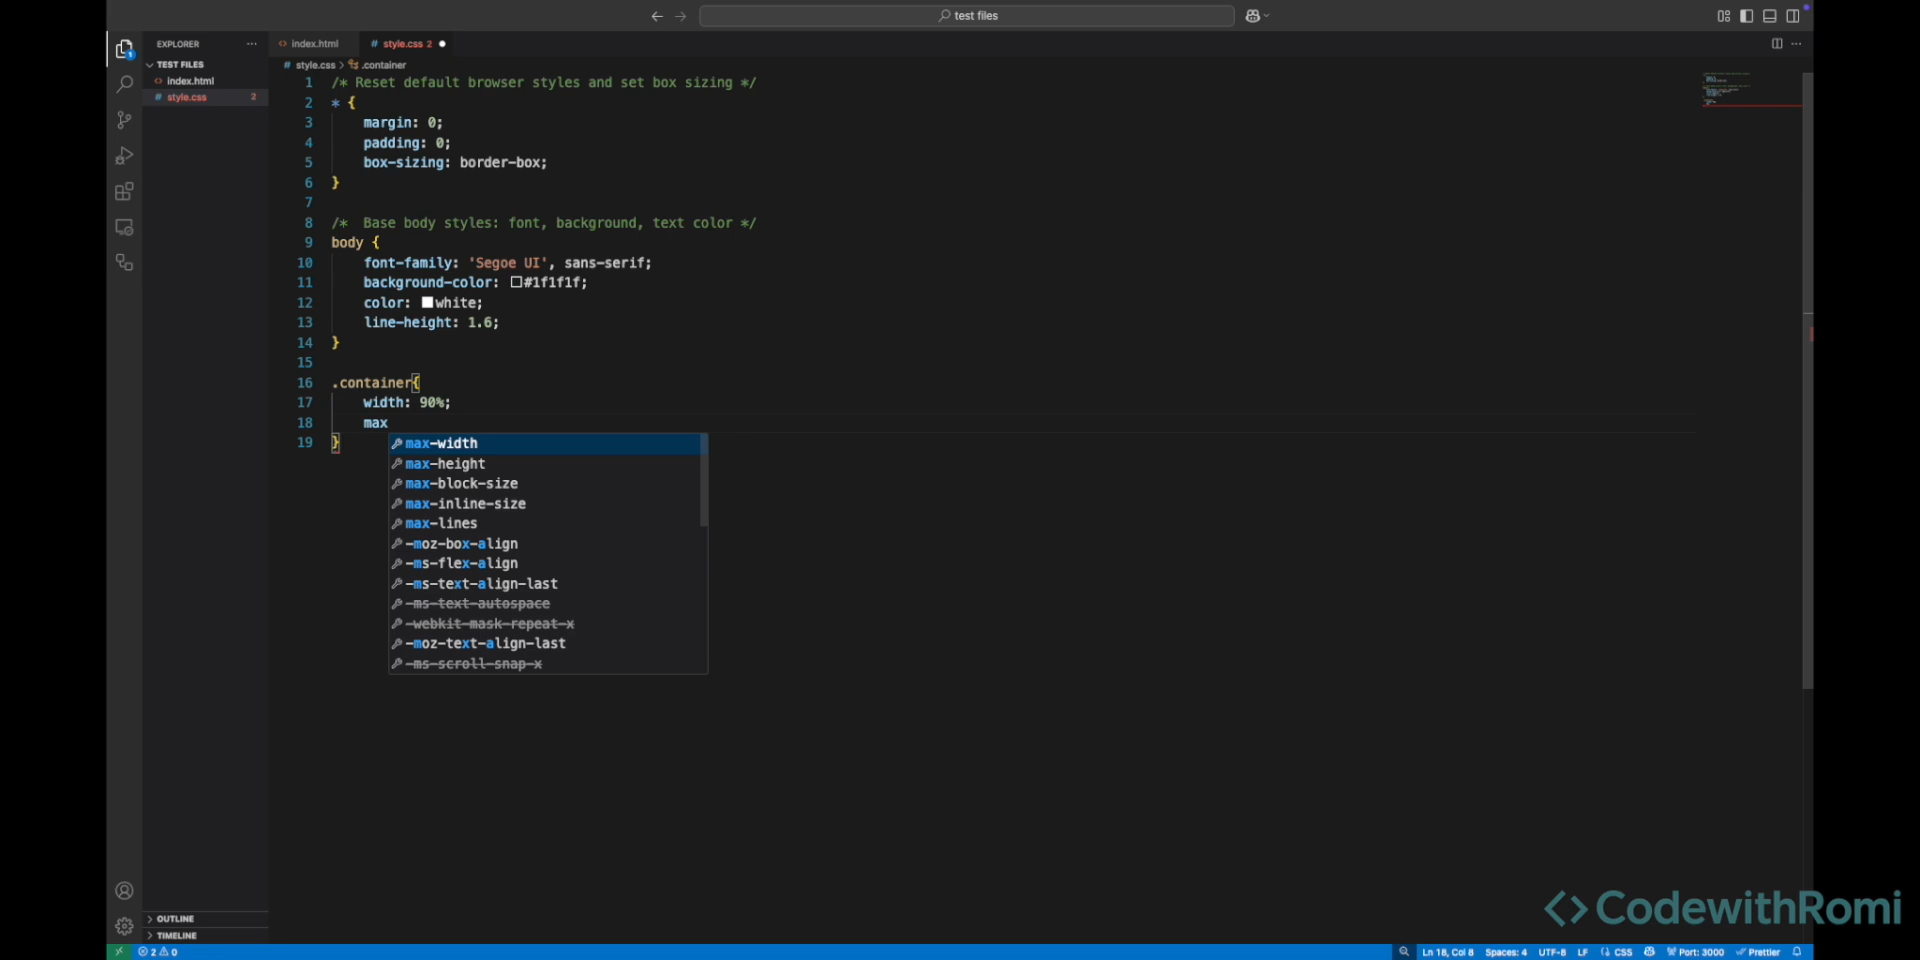 test files
EXPLORER ...
index.html
style.css 2
...
TEST FILES
index.html
style.css 2
style.css > .container
1 /* Reset default browser styles and set box sizing */
2 * {
3 margin: 0;
4 padding: 0;
5 box-sizing: border-box;
6 }
7
8 /*  Base body styles: font, background, text color */
9 body {
10 font-family: 'Segoe UI', sans-serif;
11 background-color: #1f1f1f;
12 color: white;
13 line-height: 1.6;
14 }
15
16 .container{
17 width: 90%;
18 max
19 }
max-width
max-height
max-block-size
max-inline-size
max-lines
-moz-box-align
-ms-flex-align
-ms-text-align-last
-ms-text-autospace
-webkit-mask-repeat-x
-moz-text-align-last
-ms-scroll-snap-x
1
OUTLINE
TIMELINE
<> CodewithRomi
2 0
Ln 18, Col 8 Spaces: 4 UTF-8 LF CSS Port: 3000 Prettier